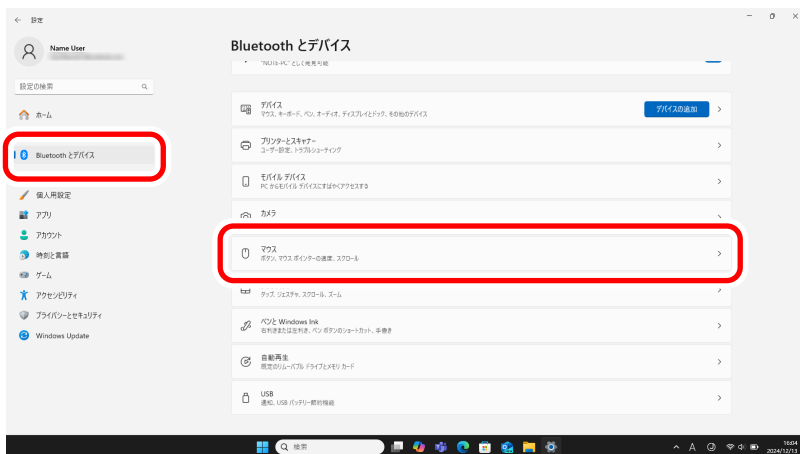 設定
Name User
Bluetooth とデバイス
"NOTE-PC" として発見可能
設定の検索
ホーム
Bluetooth とデバイス
個人用設定
アプリ
アカウント
時刻と言語
ゲーム
アクセシビリティ
プライバシーとセキュリティ
Windows Update
デバイス
マウス、キーボード、ペン、オーディオ、ディスプレイとドック、その他のデバイス
デバイスの追加
プリンターとスキャナー
ユーザー設定、トラブルシューティング
モバイル デバイス
PC からモバイル デバイスにすばやくアクセスする
カメラ
マウス
ボタン、マウス ポインターの速度、スクロール
タップ、ジェスチャ、スクロール、ズーム
ペンと Windows Ink
右利きまたは左利き、ペン ボタンのショートカット、手書き
自動再生
既定のリムーバブル ドライブとメモリ カード
USB
通知、USB バッテリー節約機能
検索
A
16:04
2024/12/13